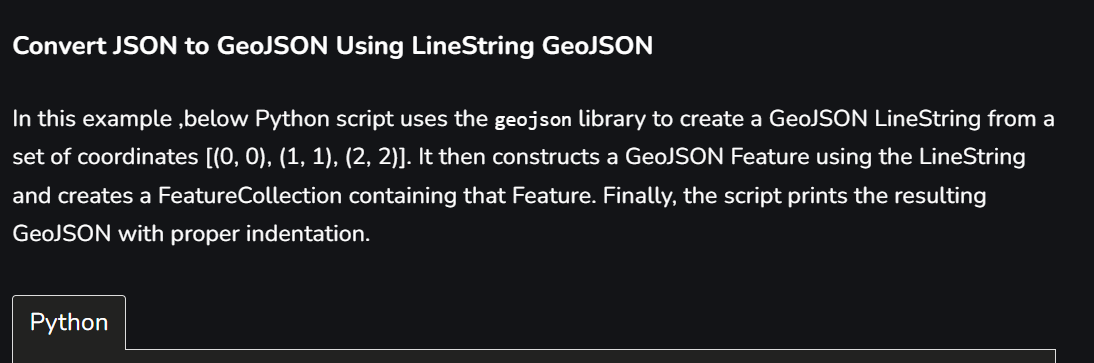 Convert JSON to GeoJSON Using LineString GeoJSON
In this example ,below Python script uses the geojson library to create a GeoJSON LineString from a
set of coordinates [(0, 0), (1, 1), (2, 2)]. It then constructs a GeoJSON Feature using the LineString
and creates a FeatureCollection containing that Feature. Finally, the script prints the resulting
GeoJSON with proper indentation.
Python